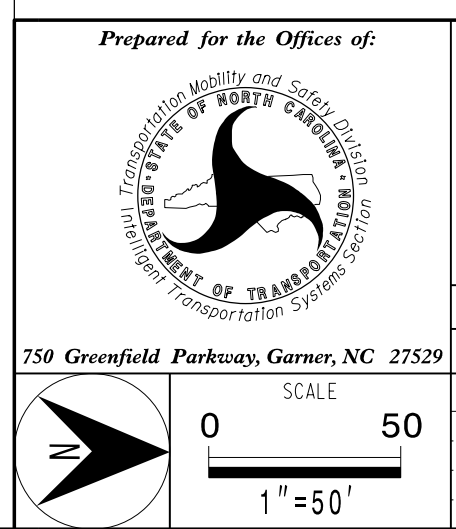 Prepared for the Offices of:
Transportation Mobility and Safety Division
STATE OF NORTH CAROLINA
DEPARTMENT OF TRANSPORTATION
Intelligent Transportation Systems Section
750 Greenfield Parkway, Garner, NC 27529
N
SCALE
0 50
1"=50'